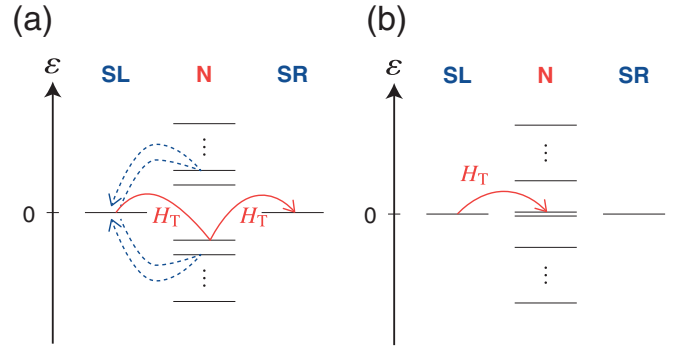 (a)
ε
SL N SR
0
H_T H_T
(b)
ε
SL N SR
0
H_T